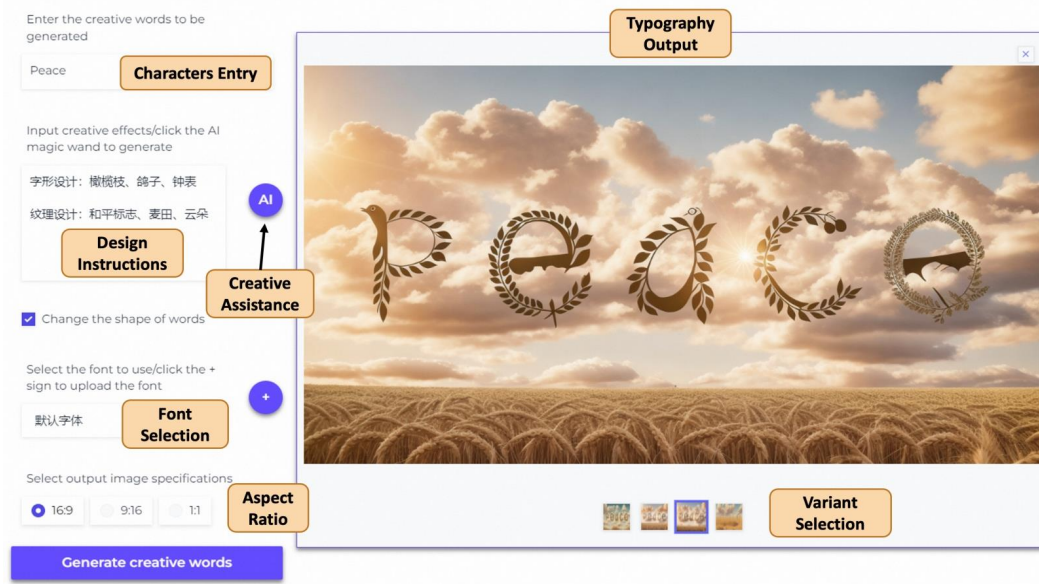 Enter the creative words to be
generated
Peace
Characters Entry
Input creative effects/click the AI
magic wand to generate
字形设计：橄榄枝、鸽子、钟表
纹理设计：和平标志、麦田、云朵
Design
Instructions
AI
Creative
Assistance
Change the shape of words
Select the font to use/click the +
sign to upload the font
+
默认字体
Font
Selection
Select output image specifications
16:9
9:16
1:1
Aspect
Ratio
Generate creative words
Typography
Output
×
Peace
Variant
Selection